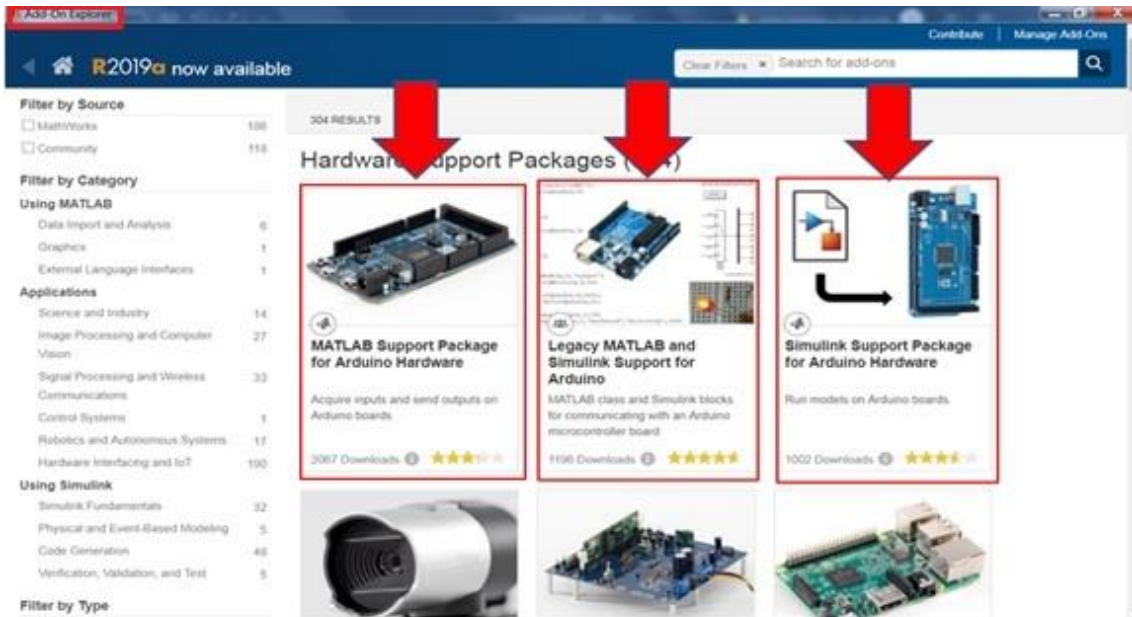 Add-On Explorer
Contribute | Manage Add-Ons
R2019a now available
Clear Filters × Search for add-ons
Filter by Source
MathWorks 186
Community 118
Filter by Category
Using MATLAB
Data Import and Analysis 6
Graphics 1
External Language Interfaces 1
Applications
Science and Industry 14
Image Processing and Computer
Vision 27
Signal Processing and Wireless
Communications 33
Control Systems 1
Robotics and Autonomous Systems 17
Hardware Interfacing and IoT 190
Using Simulink
Simulink Fundamentals 32
Physical and Event-Based Modeling 5
Code Generation 48
Verification, Validation, and Test 5
Filter by Type
304 RESULTS
Hardware Support Packages
MATLAB Support Package
for Arduino Hardware
Acquire inputs and send outputs on
Arduino boards.
2067 Downloads
Legacy MATLAB and
Simulink Support for
Arduino
MATLAB class and Simulink blocks
for communicating with an Arduino
microcontroller board
1196 Downloads
Simulink Support Package
for Arduino Hardware
Run models on Arduino boards.
1002 Downloads